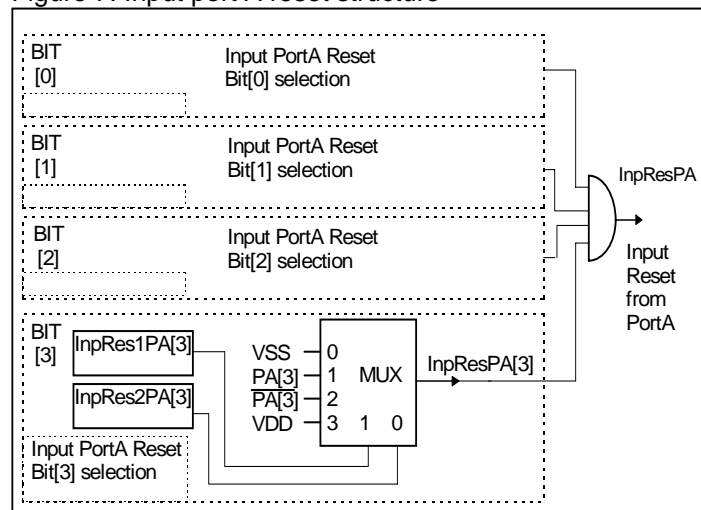 Figure 7. Input port A reset structure
BIT
[0]
Input PortA Reset
Bit[0] selection
BIT
[1]
Input PortA Reset
Bit[1] selection
BIT
[2]
Input PortA Reset
Bit[2] selection
InpResPA
Input
Reset
from
PortA
BIT
[3]
InpRes1PA[3]
InpRes2PA[3]
VSS 0
PA[3] 1
PA[3] 2
VDD 3
MUX
1 0
InpResPA[3]
Input PortA Reset
Bit[3] selection